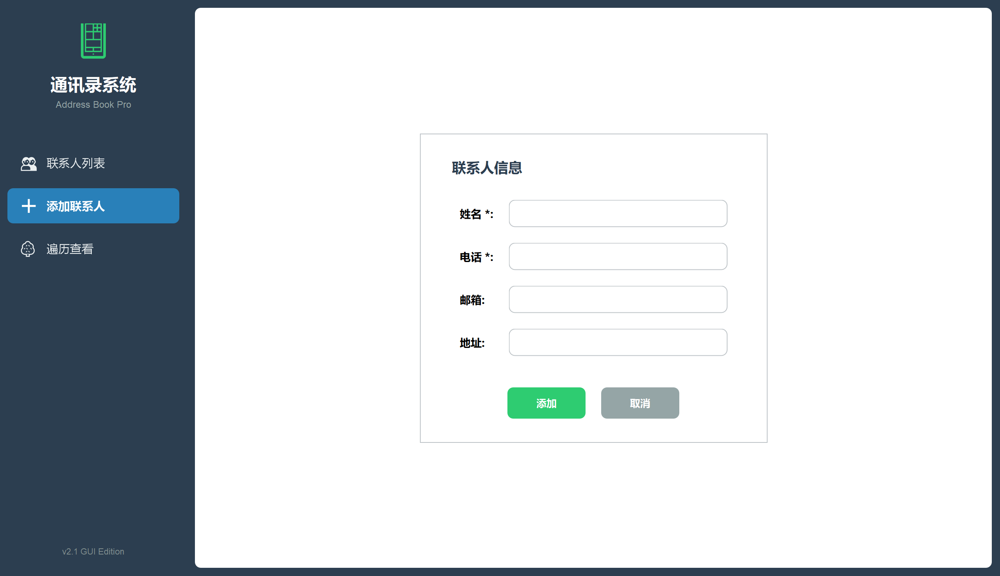 通讯录系统
Address Book Pro
联系人列表
添加联系人
遍历查看
v2.1 GUI Edition
联系人信息
姓名 *:
电话 *:
邮箱:
地址:
添加
取消